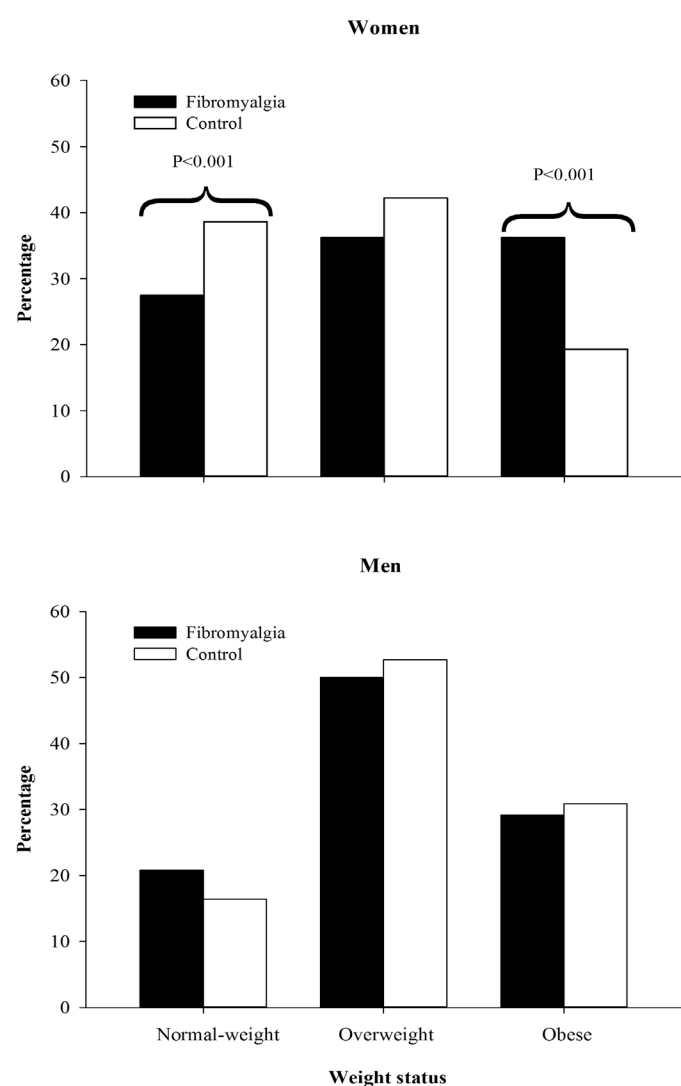 Women
60
50
40
30
20
10
0
Percentage
Fibromyalgia
Control
P<0.001
P<0.001
Men
60
50
40
30
20
10
0
Percentage
Fibromyalgia
Control
Normal-weight Overweight Obese
Weight status